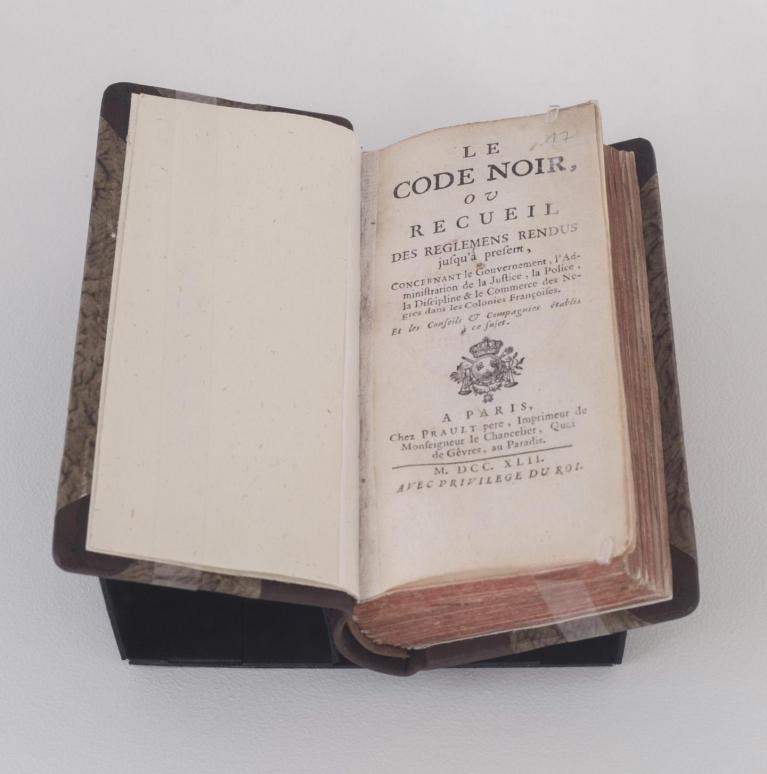 LE
CODE NOIR,
OU
RECUEIL
DES REGLEMENS RENDUS
juſqu'à preſent,
CONCERNANT le Gouvernement, l'Ad-
miniſtration de la Juſtice, la Police,
la Diſcipline & le Commerce des Ne-
gres dans les Colonies Françoiſes.
Et les Conſeils & Compagnies établis
à ce ſujet.
A PARIS,
Chez PRAULT pere, Imprimeur de
Monſeigneur le Chancelier, Quai
de Gêvres, au Paradis.
M. DCC. XLII.
AVEC PRIVILEGE DU ROI.